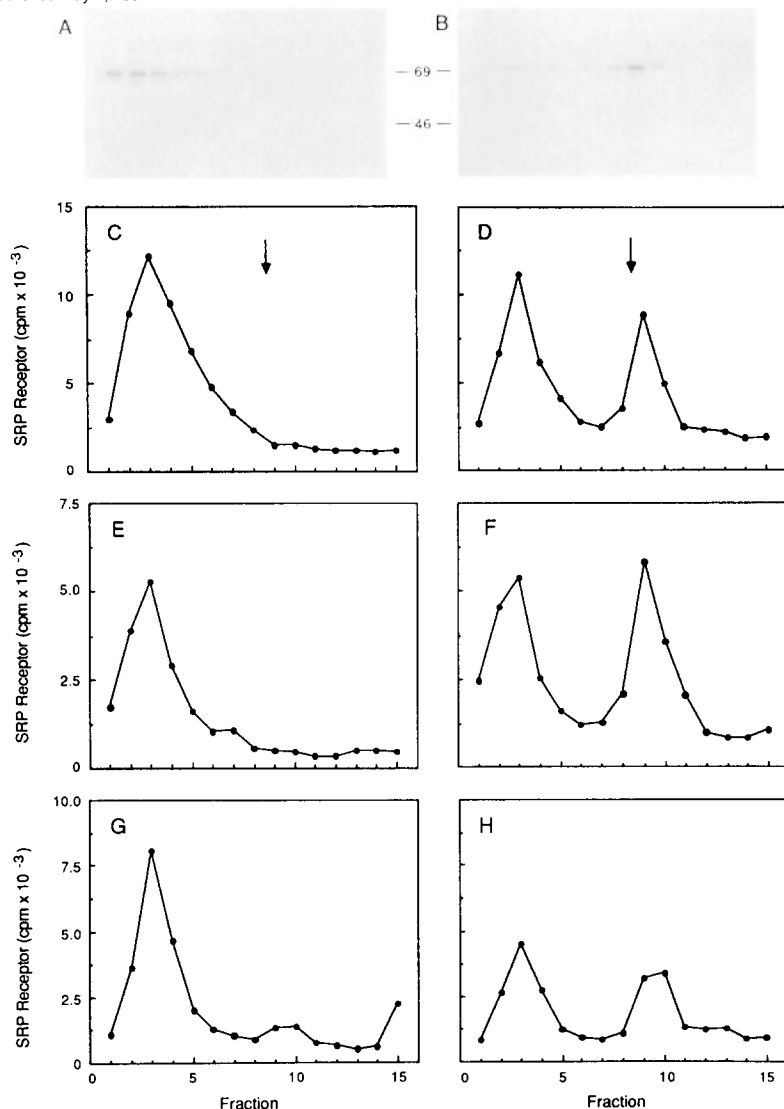 A
B
— 69 —
— 46 —
C
D
15
10
5
0
SRP Receptor (cpm x 10 -3)
E
F
7.5
5.0
2.5
0
SRP Receptor (cpm x 10 -3)
G
H
10.0
7.5
5.0
2.5
0
SRP Receptor (cpm x 10 -3)
0 5 10 15
0 5 10 15
Fraction
Fraction